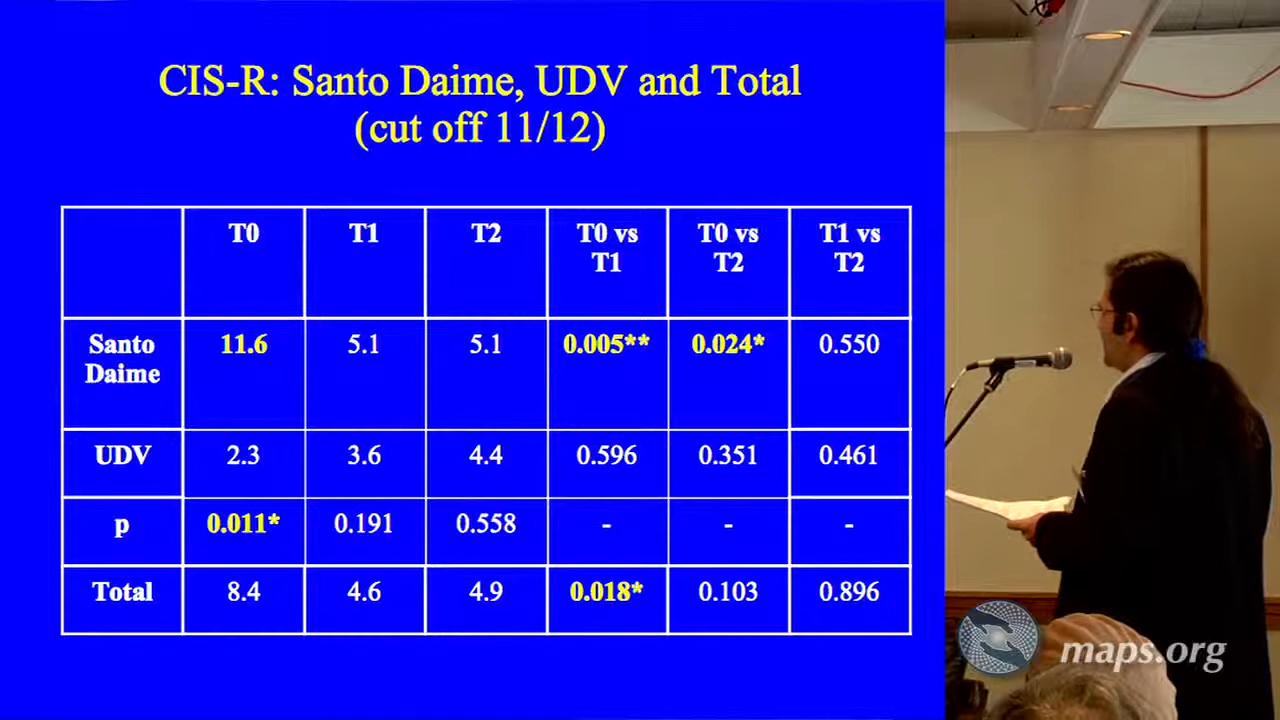 CIS-R: Santo Daime, UDV and Total
(cut off 11/12)
T0 T1 T2 T0 vs T1 T0 vs T2 T1 vs T2
Santo Daime 11.6 5.1 5.1 0.005** 0.024* 0.550
UDV 2.3 3.6 4.4 0.596 0.351 0.461
p 0.011* 0.191 0.558 - - -
Total 8.4 4.6 4.9 0.018* 0.103 0.896
maps.org